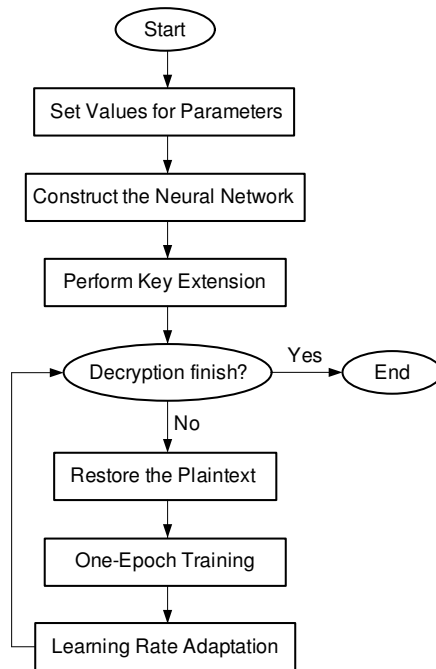 Start
Set Values for Parameters
Construct the Neural Network
Perform Key Extension
Decryption finish?
Yes
End
No
Restore the Plaintext
One-Epoch Training
Learning Rate Adaptation